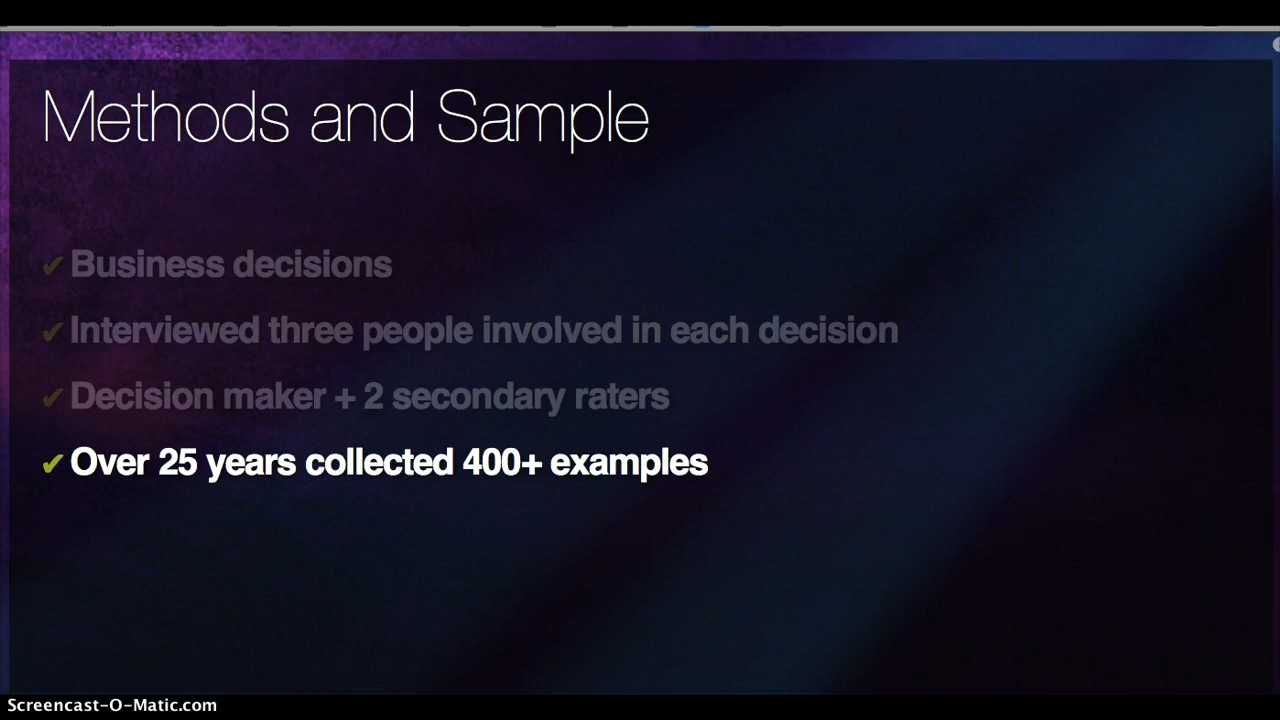 Methods and Sample
✔ Business decisions
✔ Interviewed three people involved in each decision
✔ Decision maker + 2 secondary raters
✔ Over 25 years collected 400+ examples
Screencast-O-Matic.com